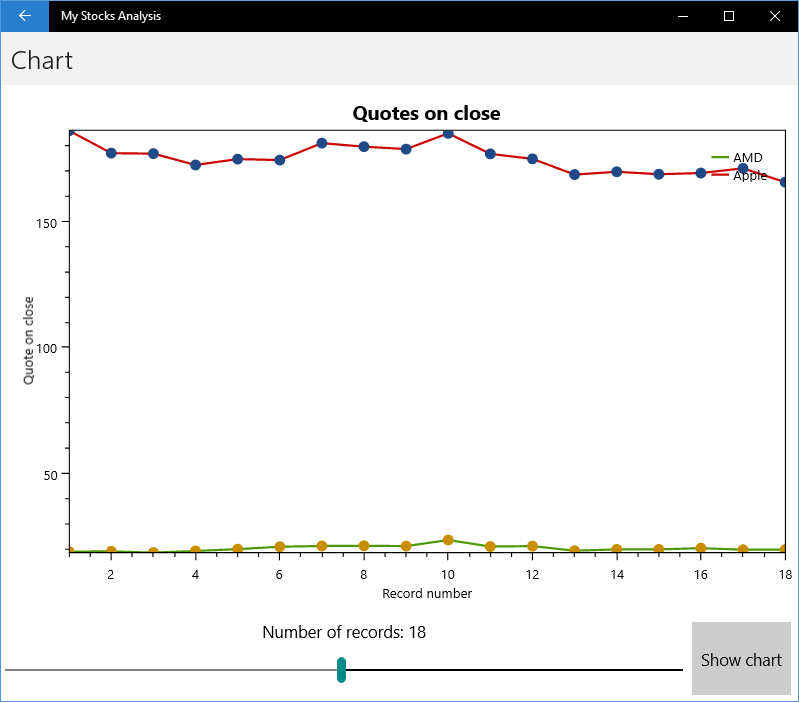 My Stocks Analysis
Chart
Quotes on close
AMD
Apple
150
100
50
Quote on close
2 4 6 8 10 12 14 16 18
Record number
Number of records: 18
Show chart